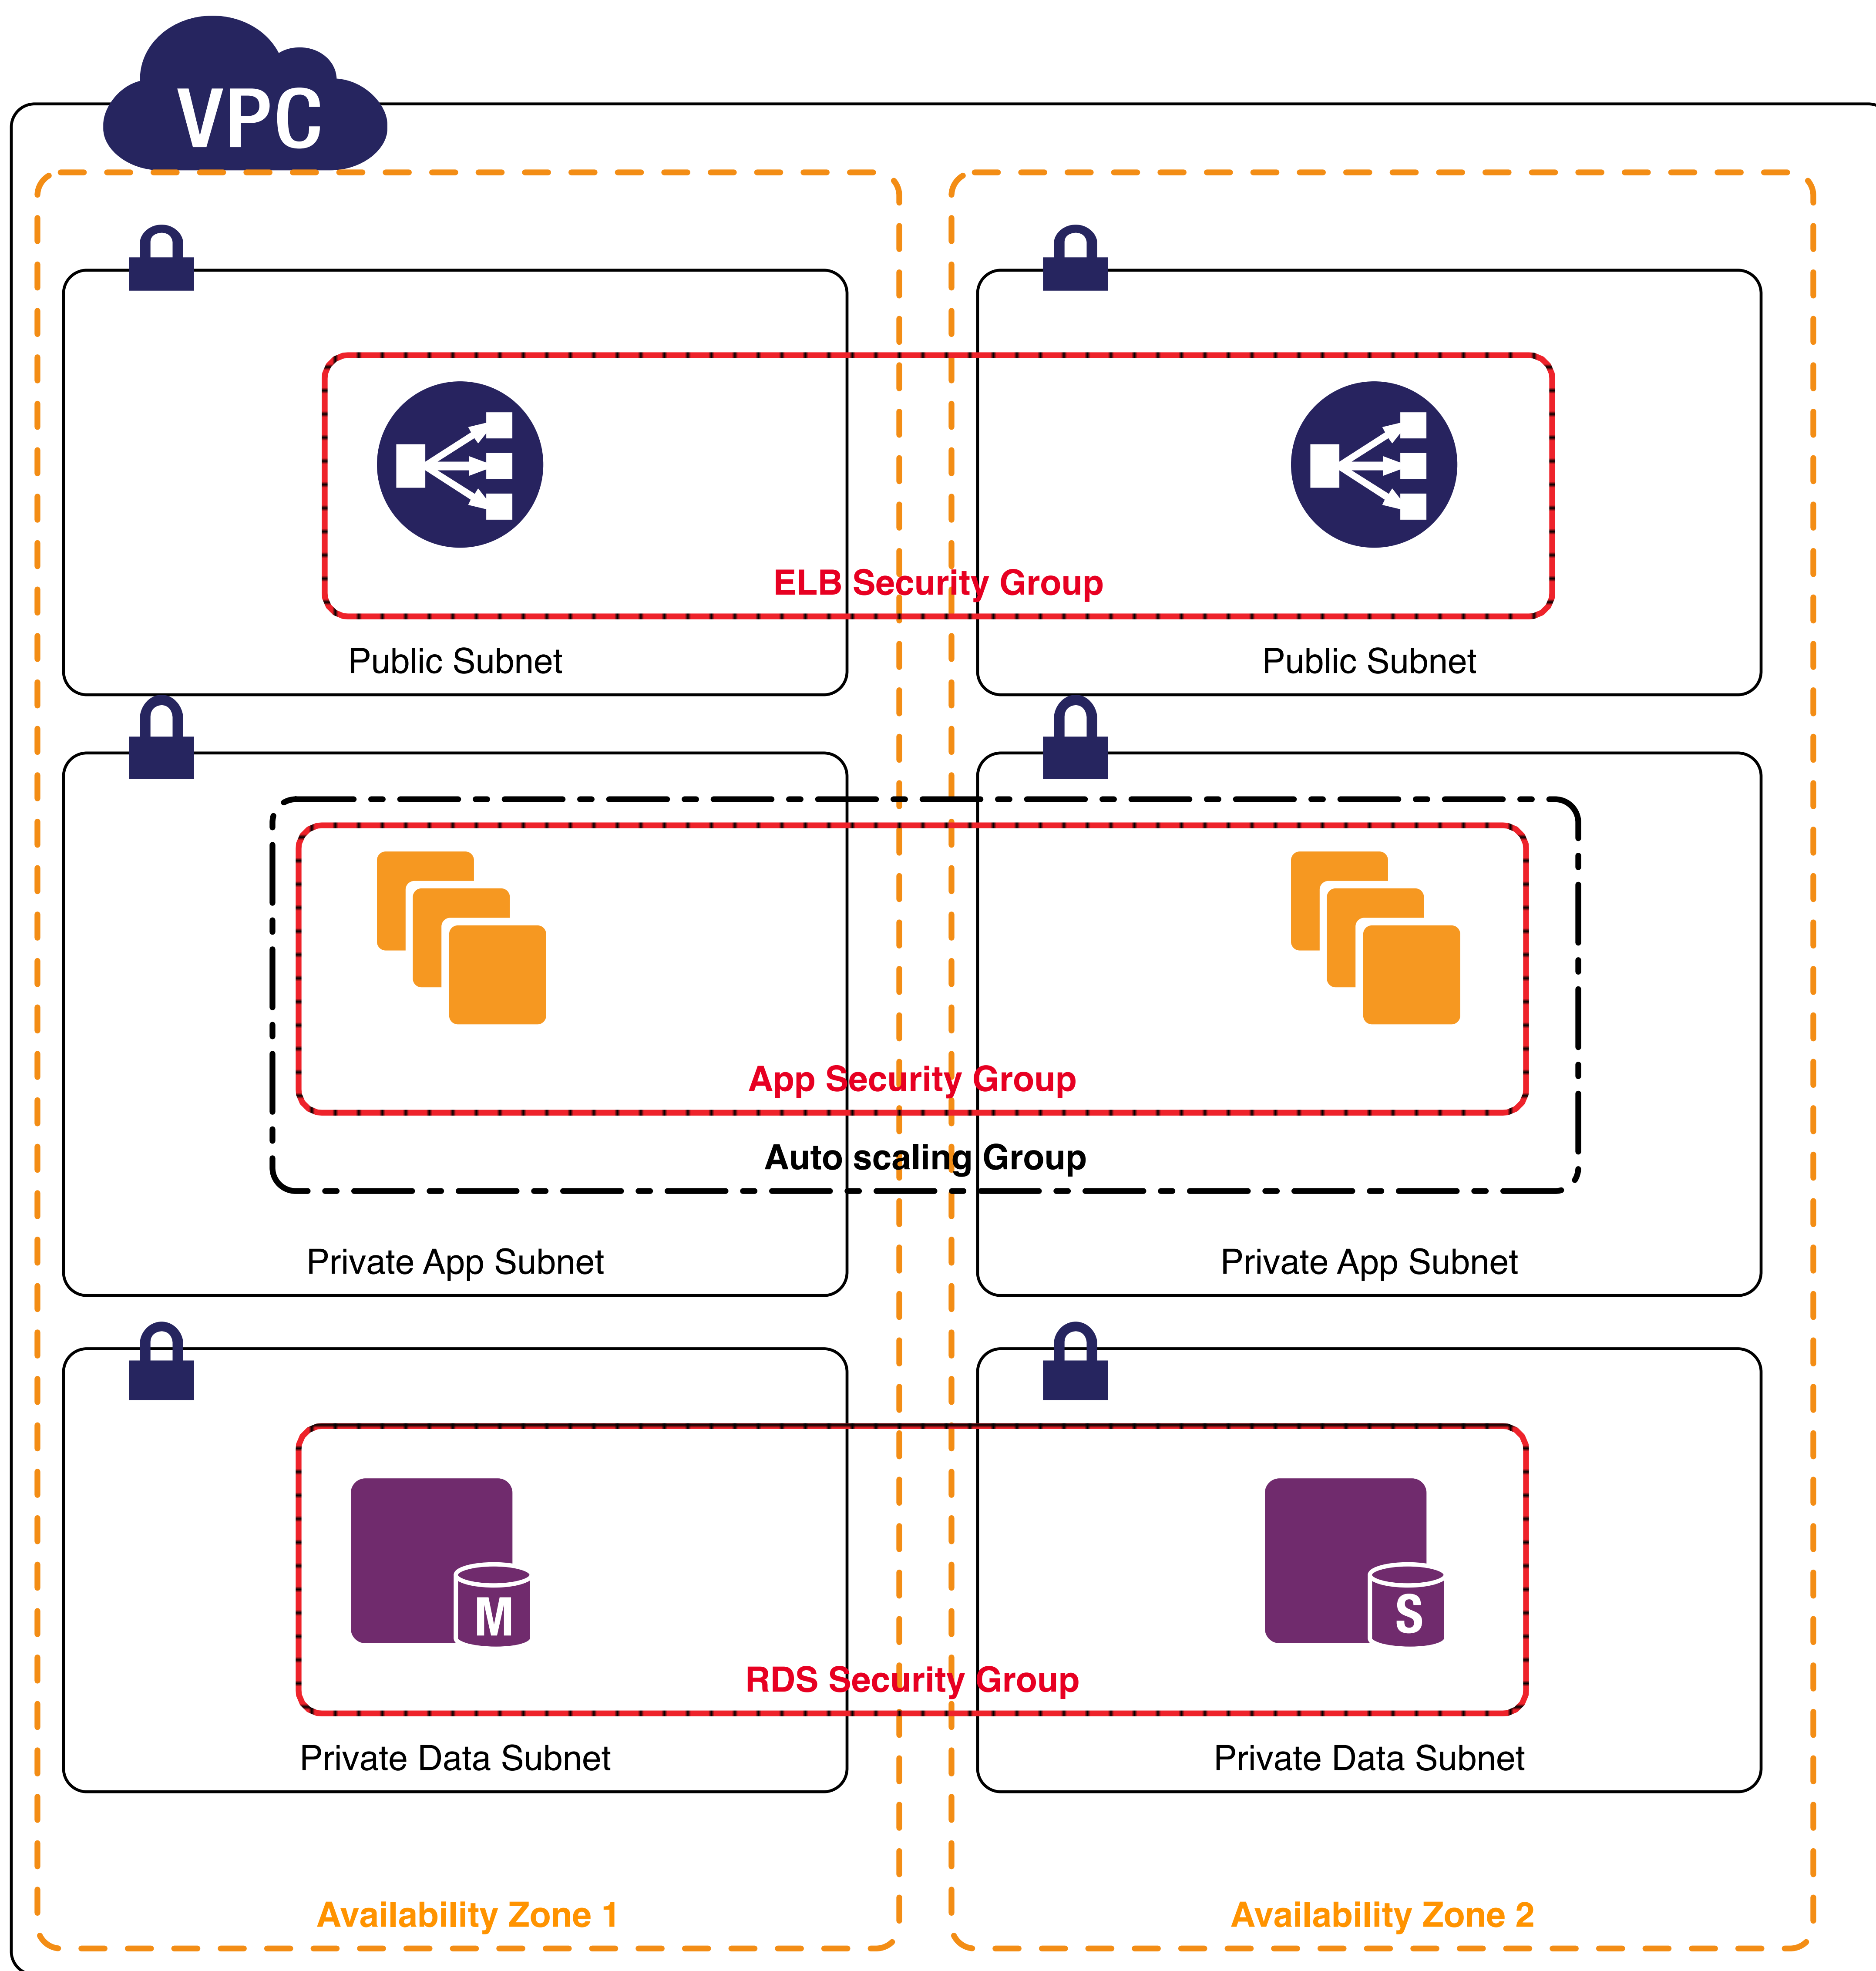 VPC
ELB Security Group
Public Subnet
Public Subnet
App Security Group
Auto scaling Group
Private App Subnet
Private App Subnet
M
S
RDS Security Group
Private Data Subnet
Private Data Subnet
Availability Zone 1
Availability Zone 2